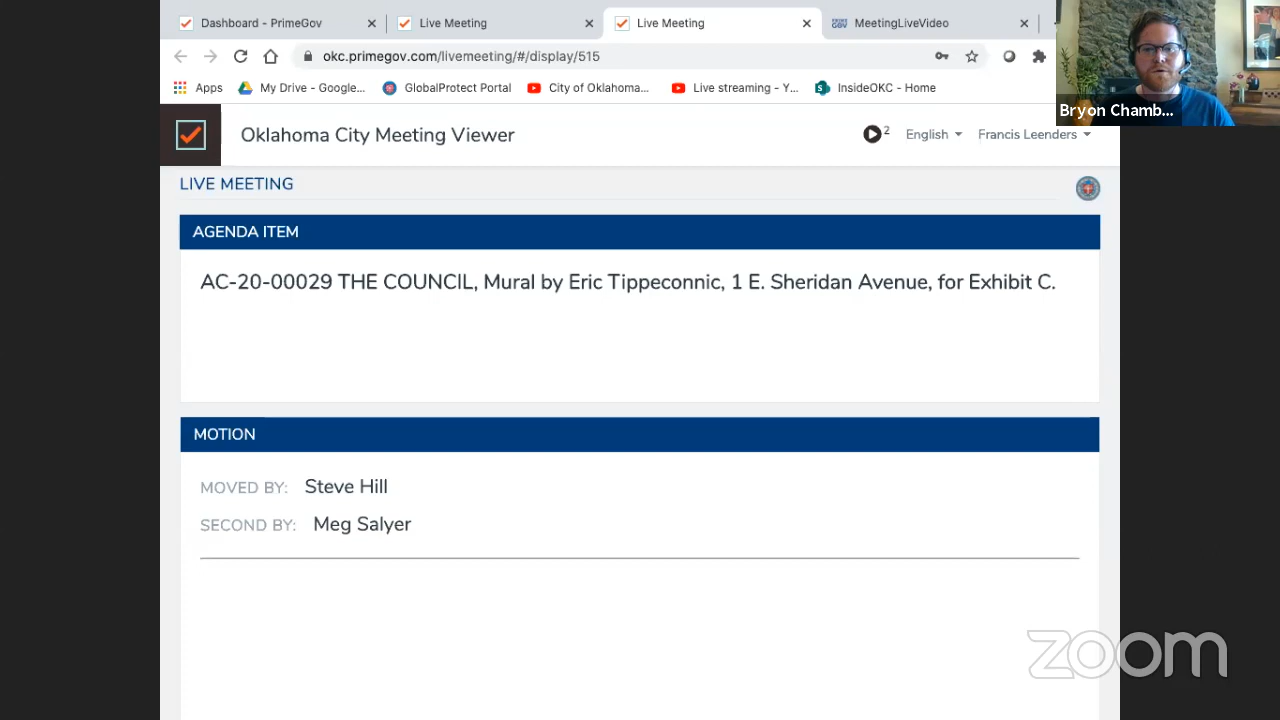 Dashboard - PrimeGov
Live Meeting
Live Meeting
MeetingLiveVideo
okc.primegov.com/livemeeting/#/display/515
Apps
My Drive - Google...
GlobalProtect Portal
City of Oklahoma...
Live streaming - Y...
InsideOKC - Home
Bryon Chamb...
Oklahoma City Meeting Viewer
2
English
Francis Leenders
LIVE MEETING
AGENDA ITEM
AC-20-00029 THE COUNCIL, Mural by Eric Tippeconnic, 1 E. Sheridan Avenue, for Exhibit C.
MOTION
MOVED BY: Steve Hill
SECOND BY: Meg Salyer
zoom